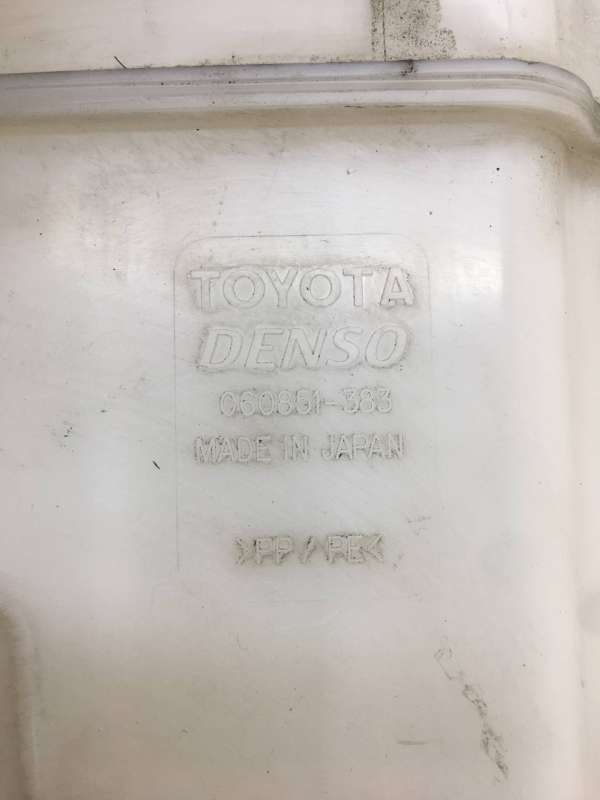 TOYOTA
DENSO
060851-383
MADE IN JAPAN
>PP/PE<